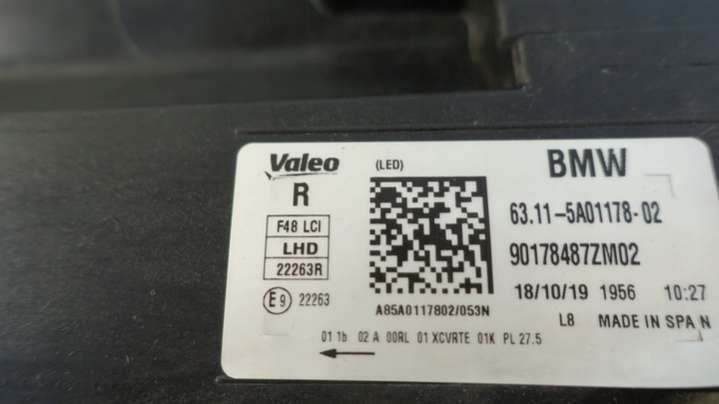 Valeo (LED) BMW
R
63.11-5A01178-02
F48 LCI
LHD
90178487ZM02
22263R
18/10/19 1956 10:27
E9 22263
A85A0117802/053N
L8 MADE IN SPAIN
01 1b 02 A 00RL 01 XCVRTE 01K PL 27.5